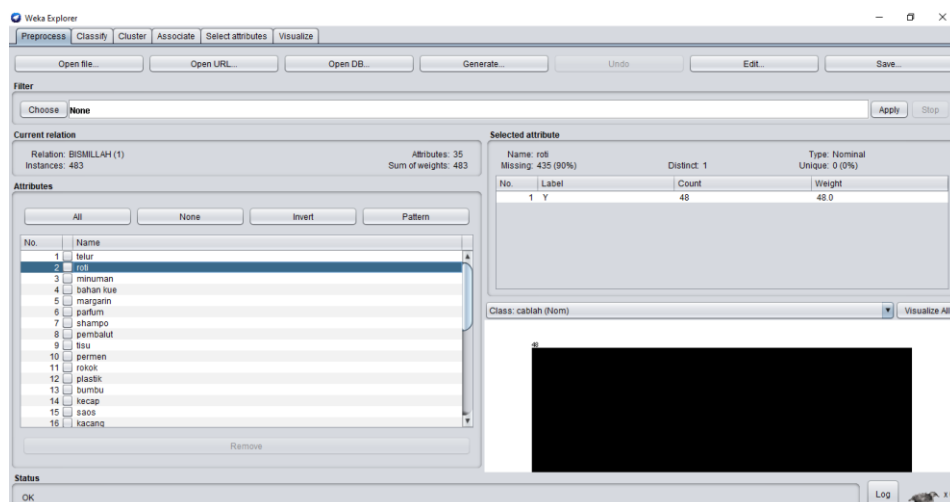 Weka Explorer
Preprocess Classify Cluster Associate Select attributes Visualize
Open file... Open URL... Open DB... Generate... Undo Edit... Save...
Filter
Choose None Apply Stop
Current relation
Relation: BISMILLAH (1) Attributes: 35
Instances: 483 Sum of weights: 483
Attributes
All None Invert Pattern
No. Name
1 telur
2 roti
3 minuman
4 bahan kue
5 margarin
6 parfum
7 shampo
8 pembalut
9 tisu
10 permen
11 rokok
12 plastik
13 bumbu
14 kecap
15 saos
16 kacang
Remove
Selected attribute
Name: roti Type: Nominal
Missing: 435 (90%) Distinct: 1 Unique: 0 (0%)
No. Label Count Weight
1 Y 48 48.0
Class: cablah (Nom) Visualize All
48
Status
OK Log x